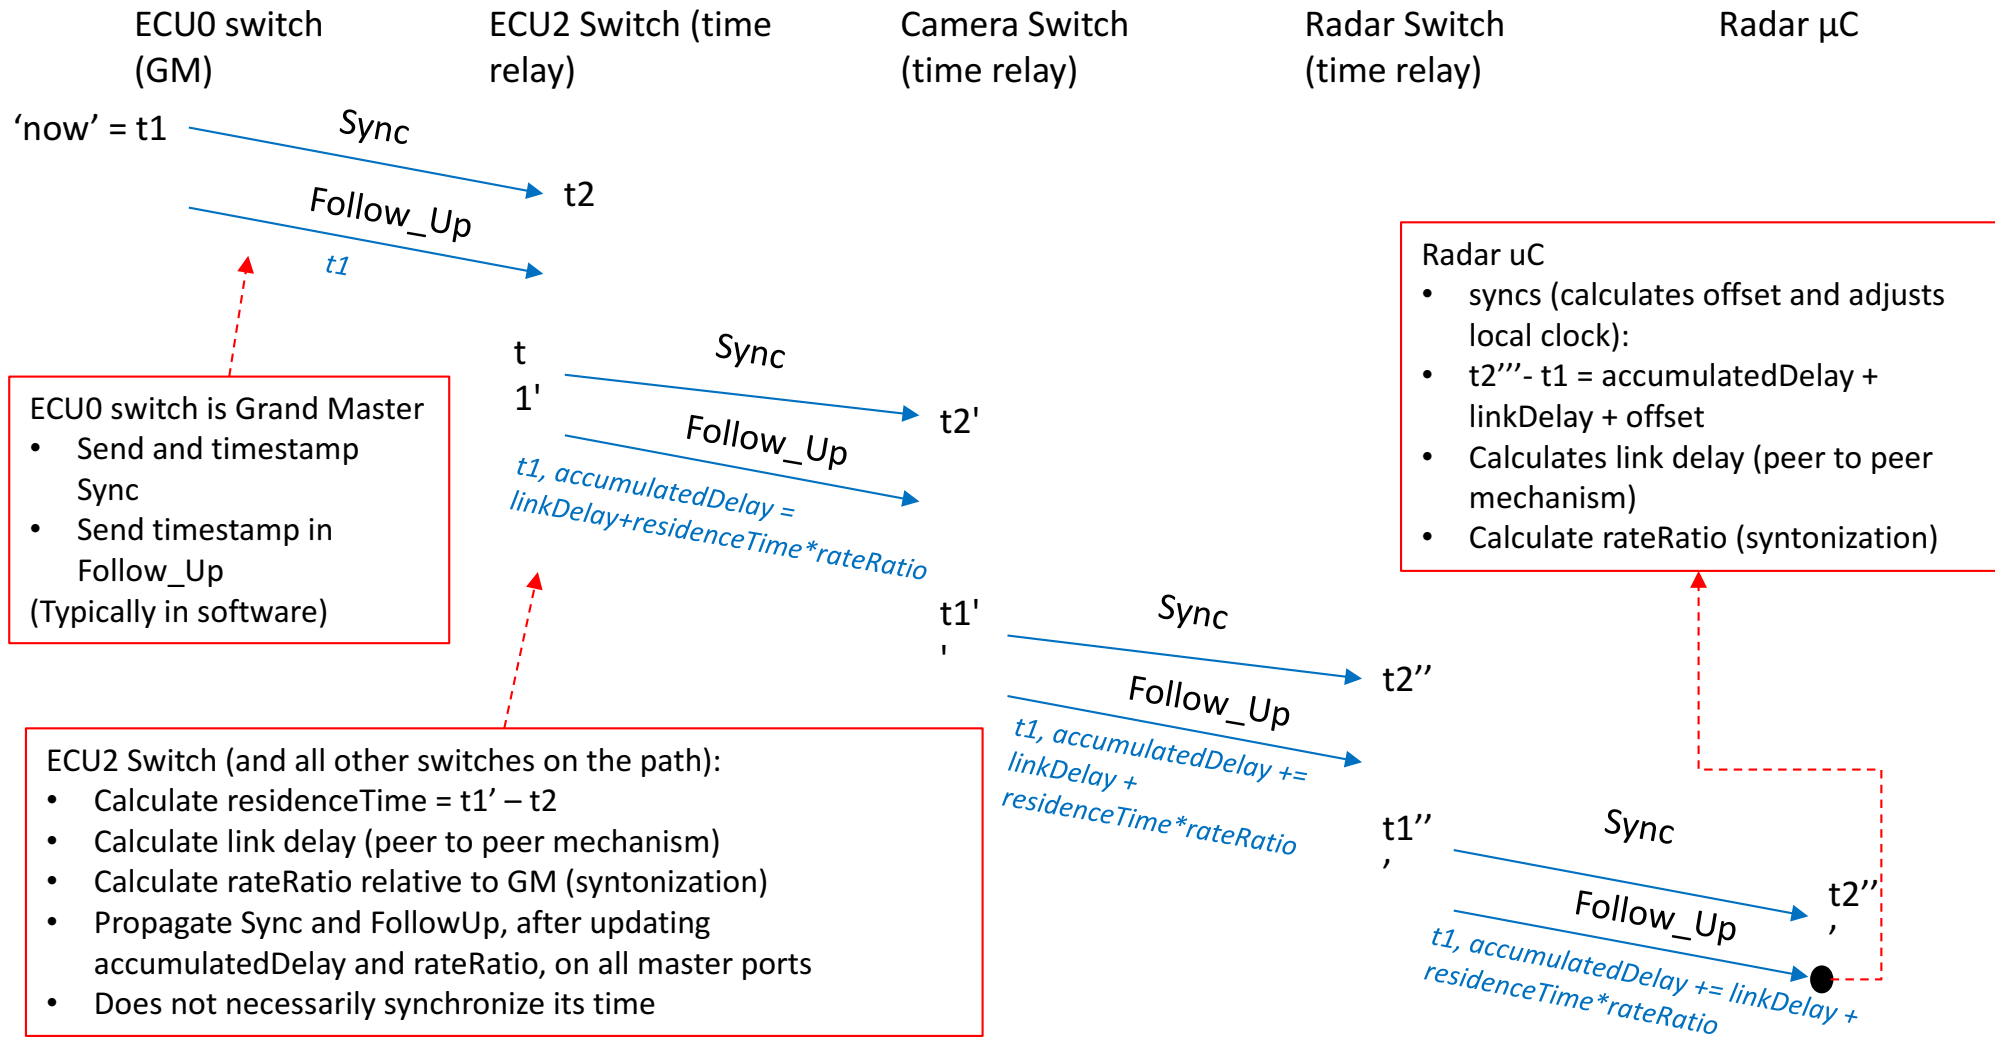 ECU0 switch
(GM)
ECU2 Switch (time
relay)
Camera Switch
(time relay)
Radar Switch
(time relay)
Radar µC
‘now’ = t1
Sync
t2
Follow_Up
t1
t
1'
Sync
t2'
Follow_Up
t1, accumulatedDelay =
linkDelay+residenceTime*rateRatio
ECU0 switch is Grand Master
• Send and timestamp
Sync
• Send timestamp in
Follow_Up
(Typically in software)
Radar uC
• syncs (calculates offset and adjusts
local clock):
• t2’’’- t1 = accumulatedDelay +
linkDelay + offset
• Calculates link delay (peer to peer
mechanism)
• Calculate rateRatio (syntonization)
t1'
'
Sync
t2’’
Follow_Up
t1, accumulatedDelay +=
linkDelay +
residenceTime*rateRatio
ECU2 Switch (and all other switches on the path):
• Calculate residenceTime = t1’ – t2
• Calculate link delay (peer to peer mechanism)
• Calculate rateRatio relative to GM (syntonization)
• Propagate Sync and FollowUp, after updating
accumulatedDelay and rateRatio, on all master ports
• Does not necessarily synchronize its time
t1’’
’
Sync
t2’’
’
Follow_Up
t1, accumulatedDelay += linkDelay +
residenceTime*rateRatio